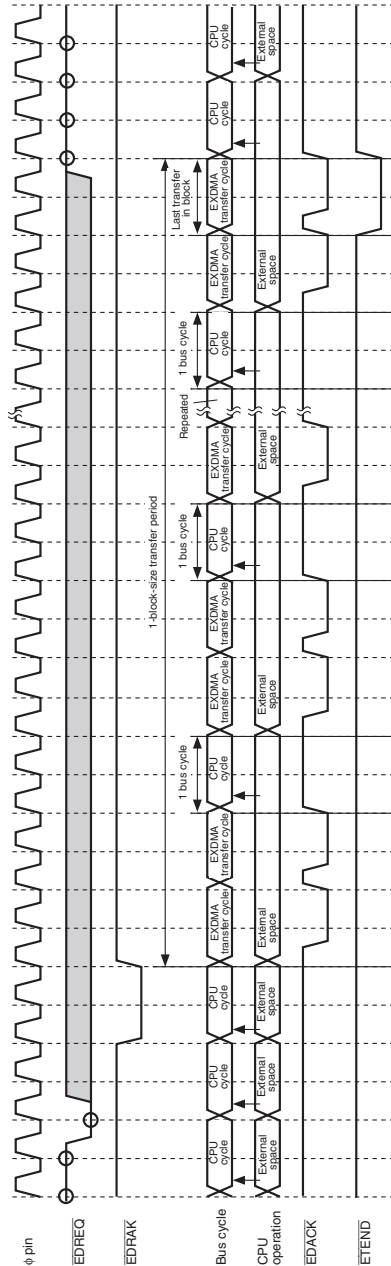 φ pin
EDREQ
EDRAK
1-block-size transfer period
Last transfer
in block
1 bus cycle
1 bus cycle
1 bus cycle
Repeated
Bus cycle
CPU
cycle
CPU
cycle
CPU
cycle
EXDMA
transfer cycle
EXDMA
transfer cycle
CPU
cycle
EXDMA
transfer cycle
EXDMA
transfer cycle
CPU
cycle
EXDMA
transfer cycle
CPU
cycle
EXDMA
transfer cycle
EXDMA
transfer cycle
CPU
cycle
CPU
cycle
CPU
operation
External
space
External
space
External
space
External
space
External
space
External
space
External
space
External
space
EDACK
ETEND